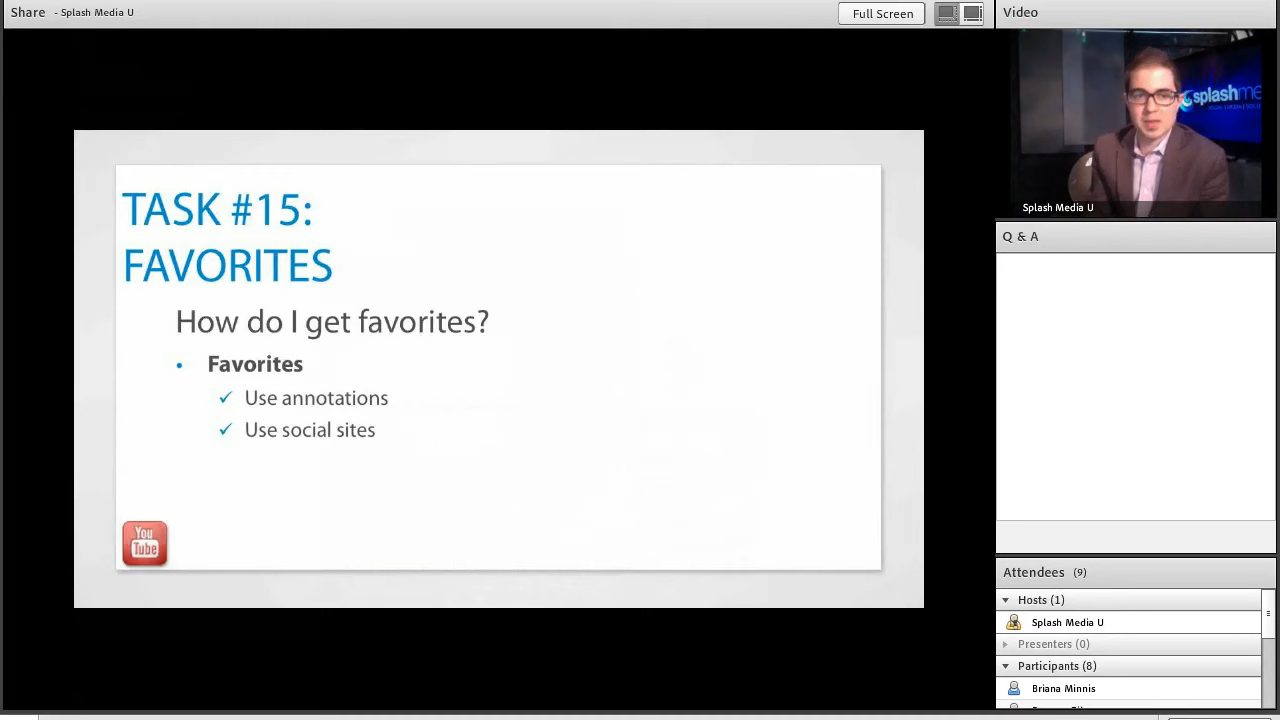 Share - Splash Media U
Full Screen
Video
TASK #15:
FAVORITES
How do I get favorites?
• Favorites
✓ Use annotations
✓ Use social sites
You
Tube
splashme
Splash Media U
Q & A
Attendees (9)
Hosts (1)
Splash Media U
Presenters (0)
Participants (8)
Briana Minnis